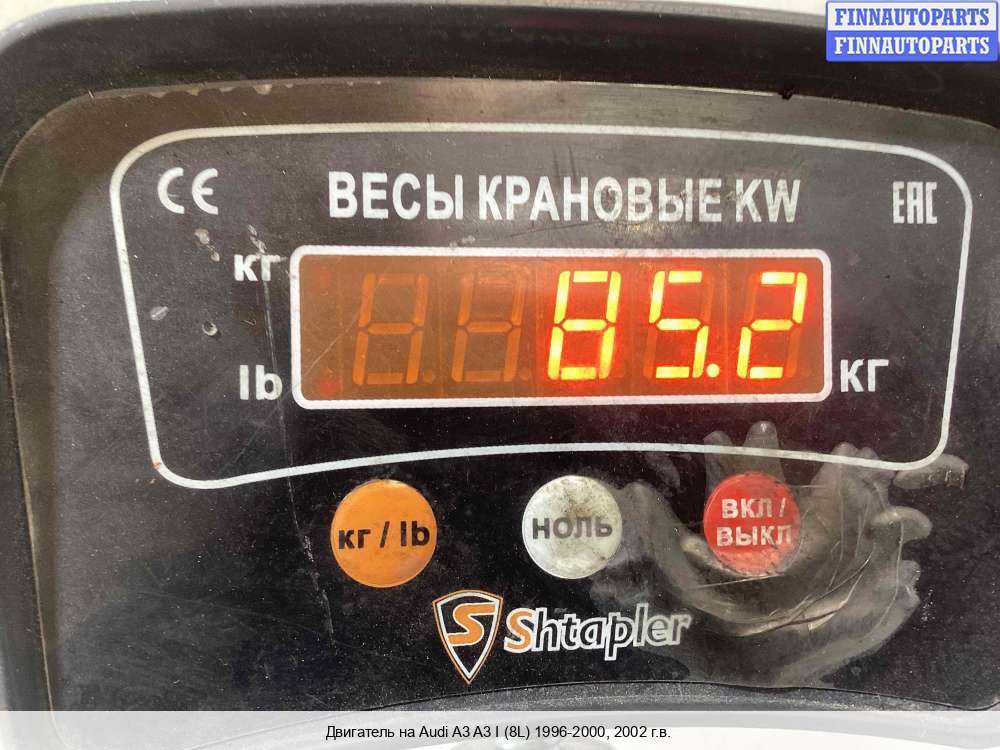 FINNAUTOPARTS
FINNAUTOPARTS
CE
ВЕСЫ КРАНОВЫЕ KW
EAC
кг
85.2
lb
КГ
кг / lb
НОЛЬ
ВКЛ /
ВЫКЛ
S Shtapler
Двигатель на Audi A3 A3 I (8L) 1996-2000, 2002 г.в.